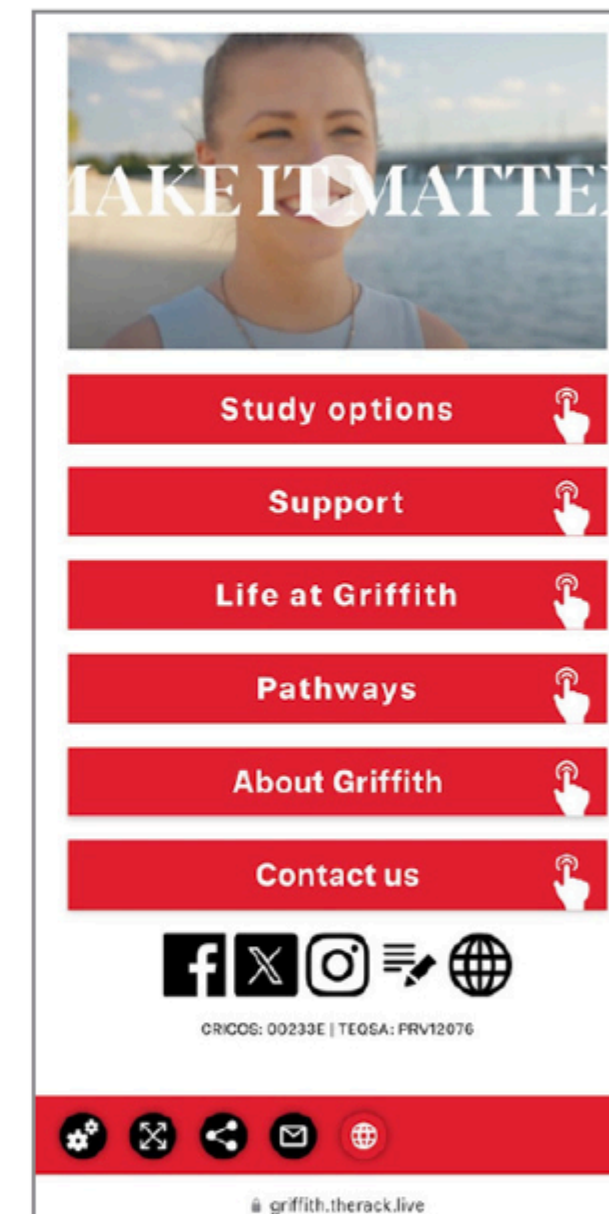 MAKE IT MATTER
Study options
Support
Life at Griffith
Pathways
About Griffith
Contact us
CRICOS: 00233E | TEQSA: PRV12076
griffith.therack.live